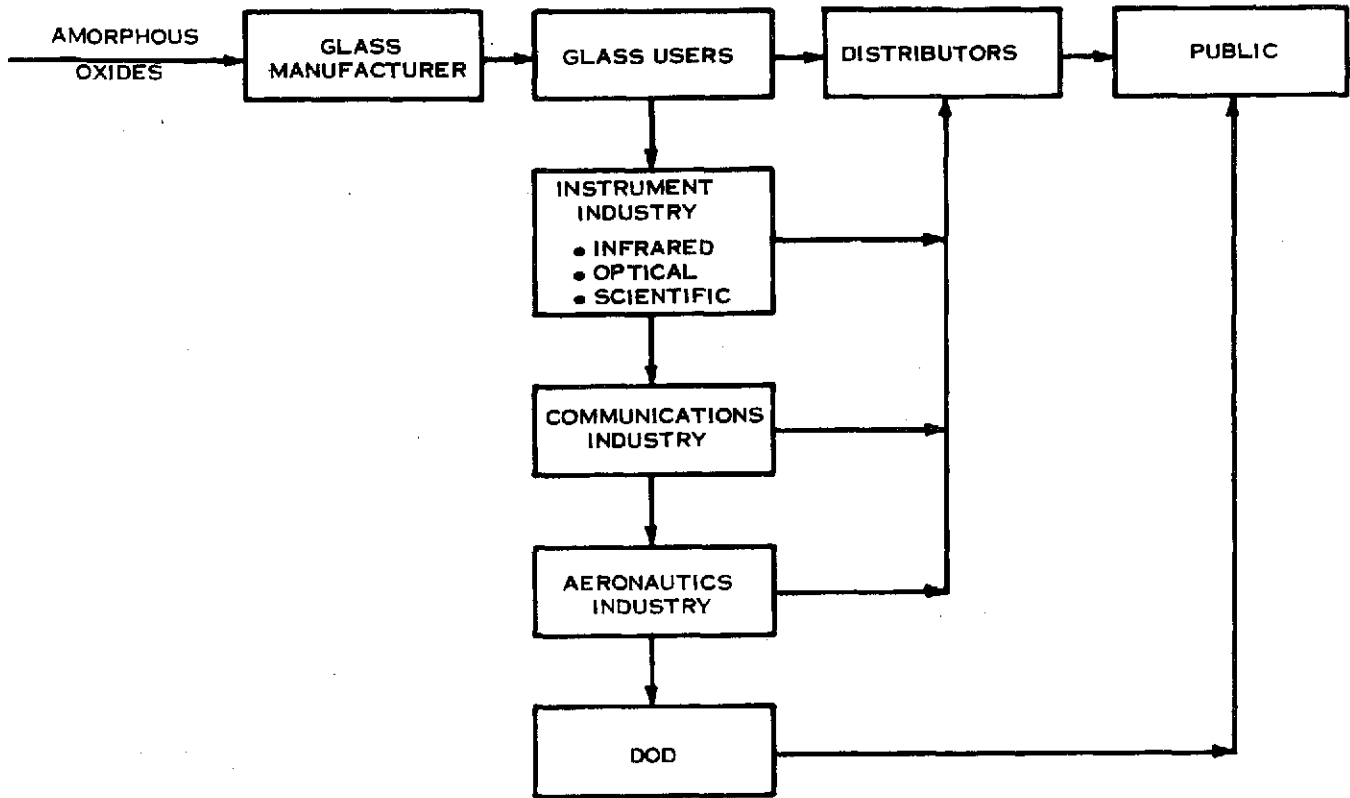 AMORPHOUS
OXIDES
GLASS
MANUFACTURER
GLASS USERS
DISTRIBUTORS
PUBLIC
INSTRUMENT
INDUSTRY
• INFRARED
• OPTICAL
• SCIENTIFIC
COMMUNICATIONS
INDUSTRY
AERONAUTICS
INDUSTRY
DOD